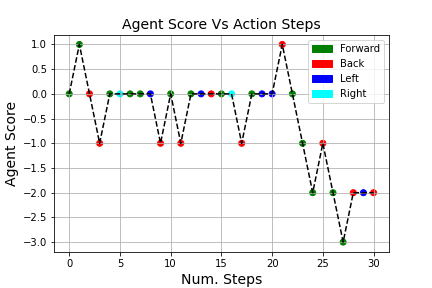 Agent Score Vs Action Steps
Agent Score
1.0
0.5
0.0
−0.5
−1.0
−1.5
−2.0
−2.5
−3.0
Forward
Back
Left
Right
0 5 10 15 20 25 30
Num. Steps